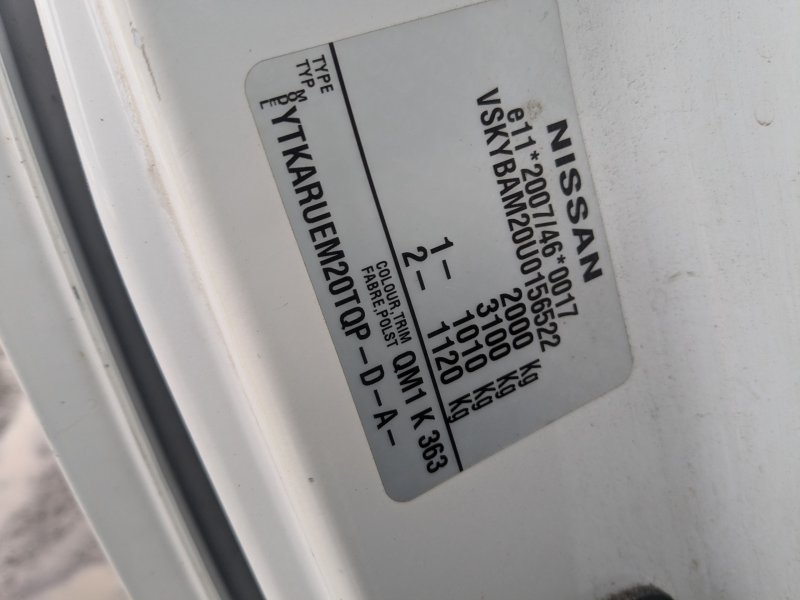 NISSAN
e11*2007/46*0017
VSKYBAM20U0156522
2000 Kg
3100 Kg
1- 1010 Kg
2- 1120 Kg
TYPE
TYP
COLOUR,TRIM
FABRE,POLST
QM1 K 363
MODEL
YTKARUEM20TQP-D-A-